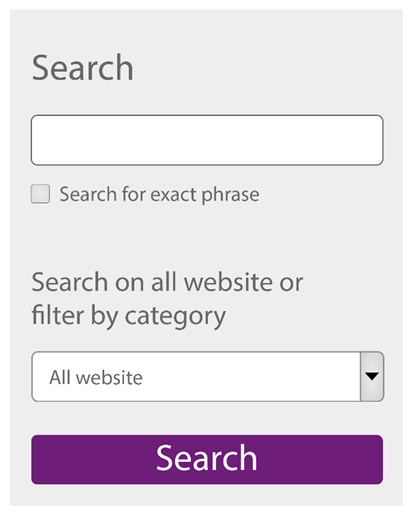 Search
Search for exact phrase
Search on all website or
filter by category
All website
Search